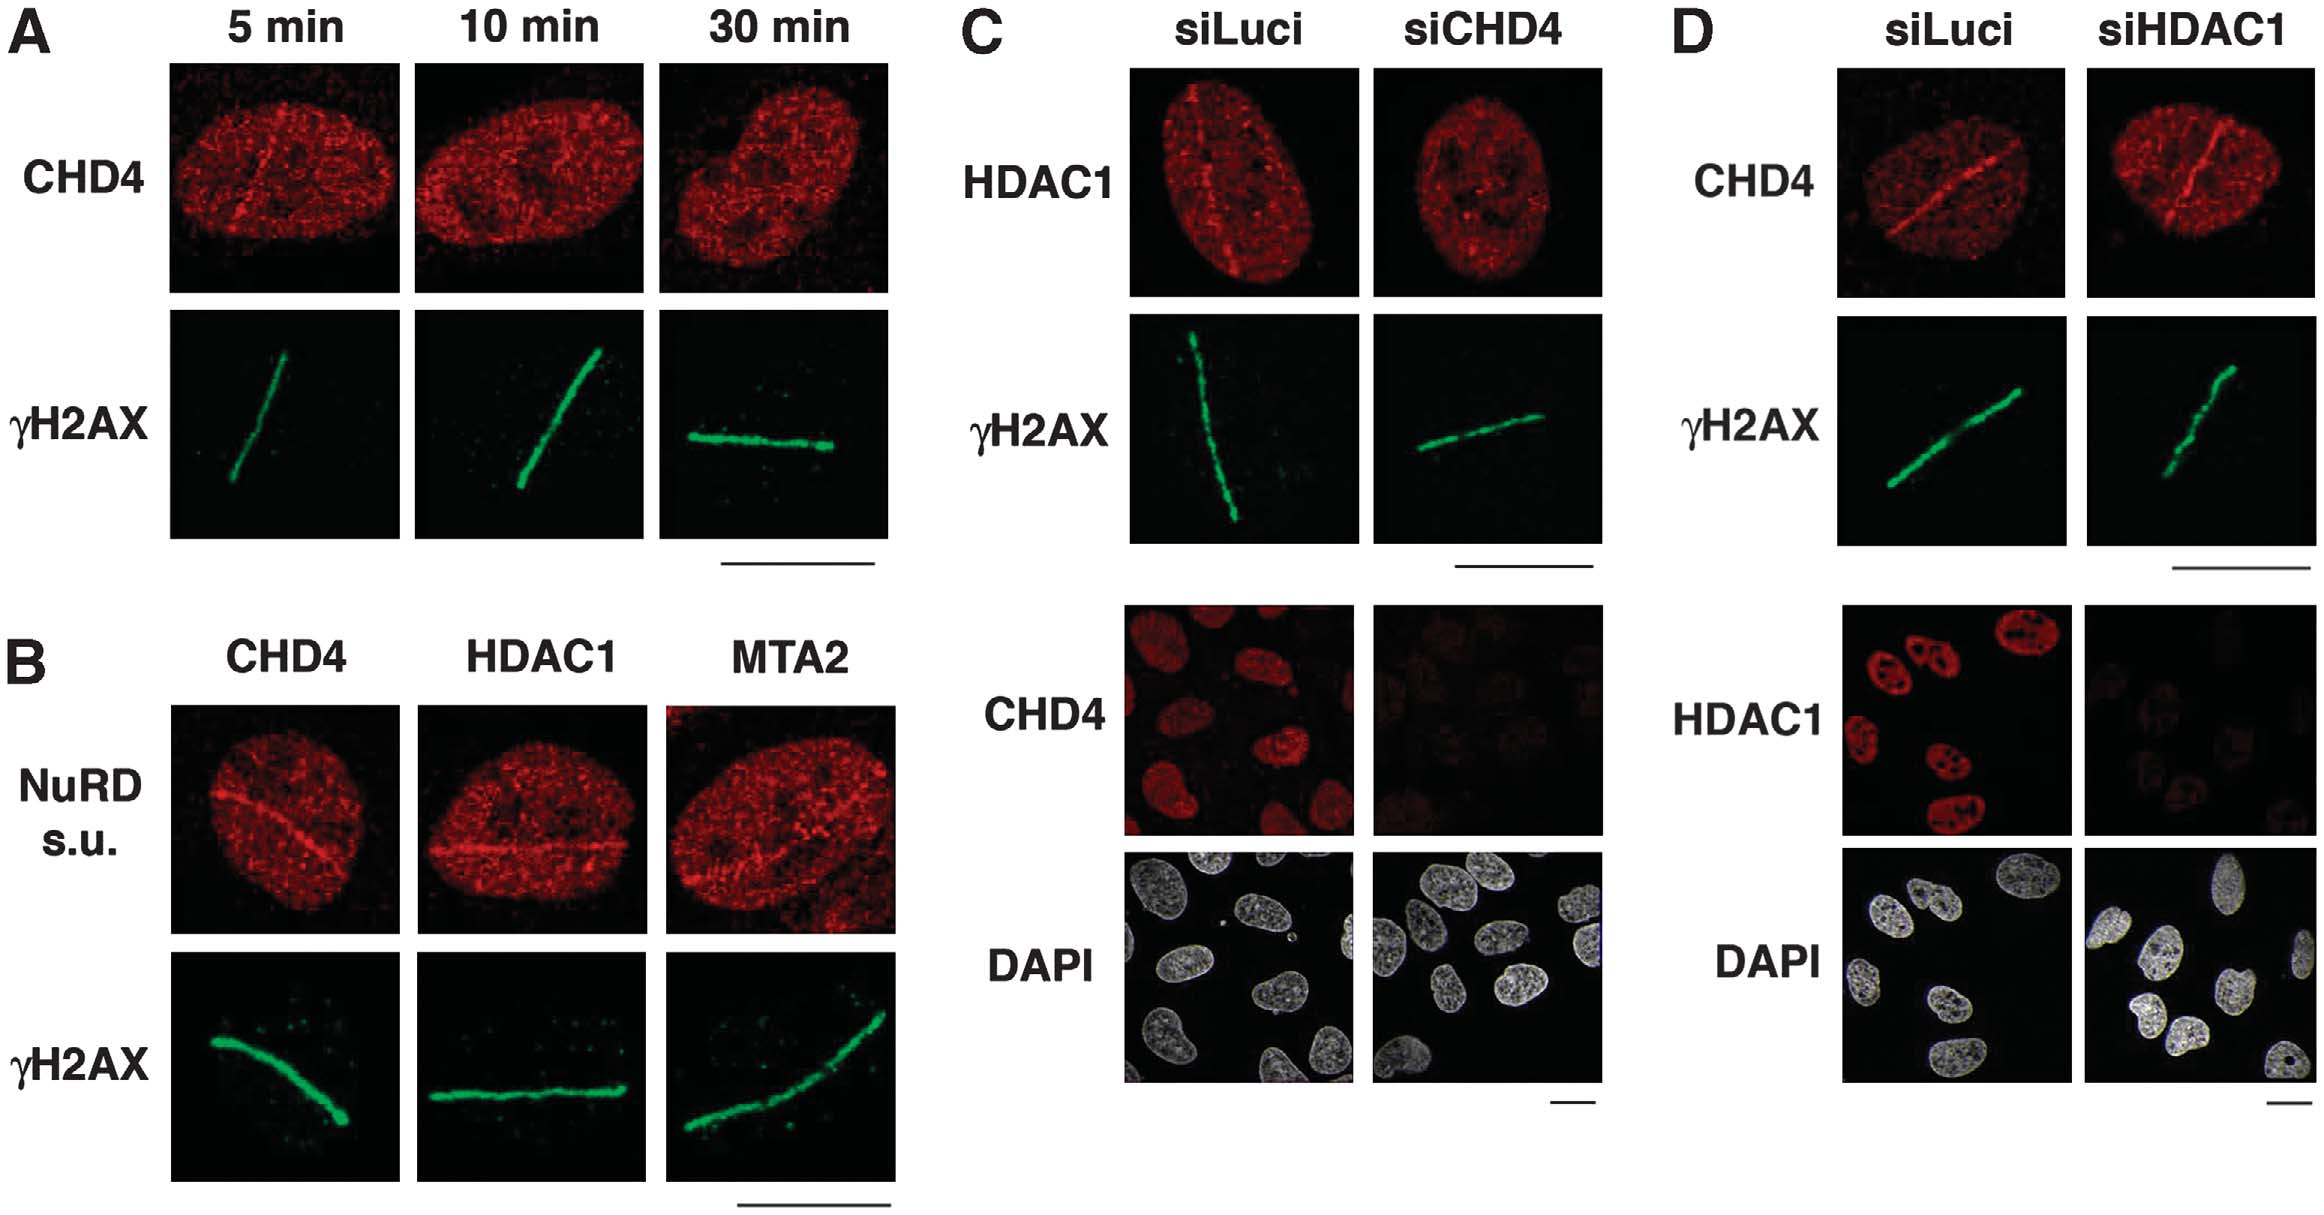 A
5 min 10 min 30 min
CHD4
γH2AX
B
CHD4 HDAC1 MTA2
NuRD
s.u.
γH2AX
C
siLuci siCHD4
HDAC1
γH2AX
CHD4
DAPI
D
siLuci siHDAC1
CHD4
γH2AX
HDAC1
DAPI